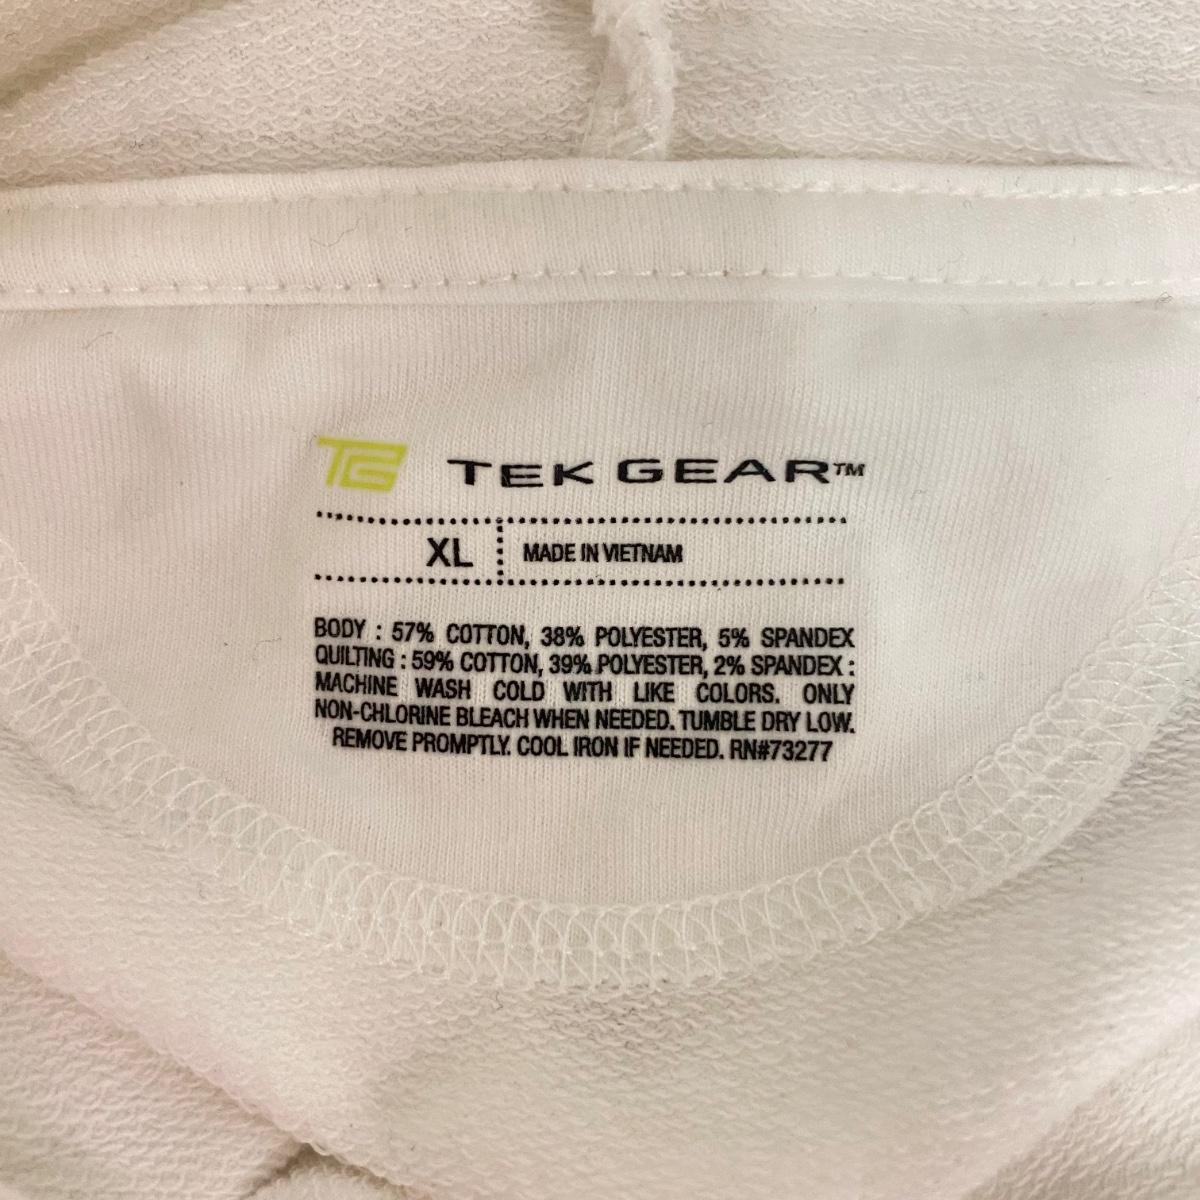 TG TEK GEAR™
XL MADE IN VIETNAM
BODY : 57% COTTON, 38% POLYESTER, 5% SPANDEX
QUILTING : 59% COTTON, 39% POLYESTER, 2% SPANDEX :
MACHINE WASH COLD WITH LIKE COLORS. ONLY
NON-CHLORINE BLEACH WHEN NEEDED. TUMBLE DRY LOW.
REMOVE PROMPTLY. COOL IRON IF NEEDED. RN#73277